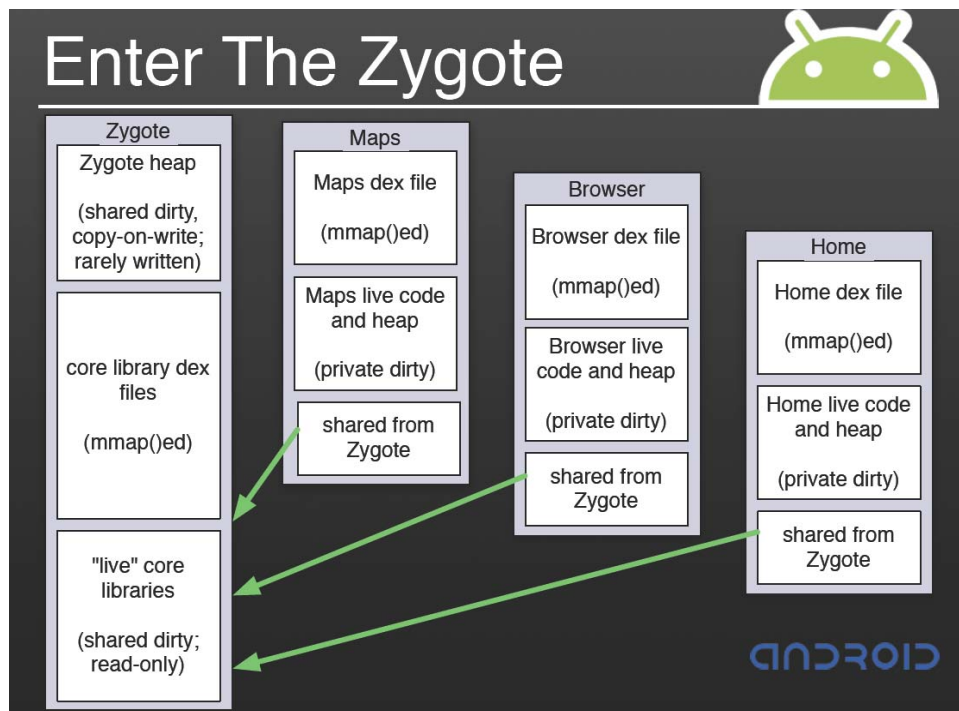 Enter The Zygote
Zygote
Zygote heap
(shared dirty,
copy-on-write;
rarely written)
core library dex
files
(mmap()ed)
"live" core
libraries
(shared dirty;
read-only)
Maps
Maps dex file
(mmap()ed)
Maps live code
and heap
(private dirty)
shared from
Zygote
Browser
Browser dex file
(mmap()ed)
Browser live
code and heap
(private dirty)
shared from
Zygote
Home
Home dex file
(mmap()ed)
Home live code
and heap
(private dirty)
shared from
Zygote
ANDROID